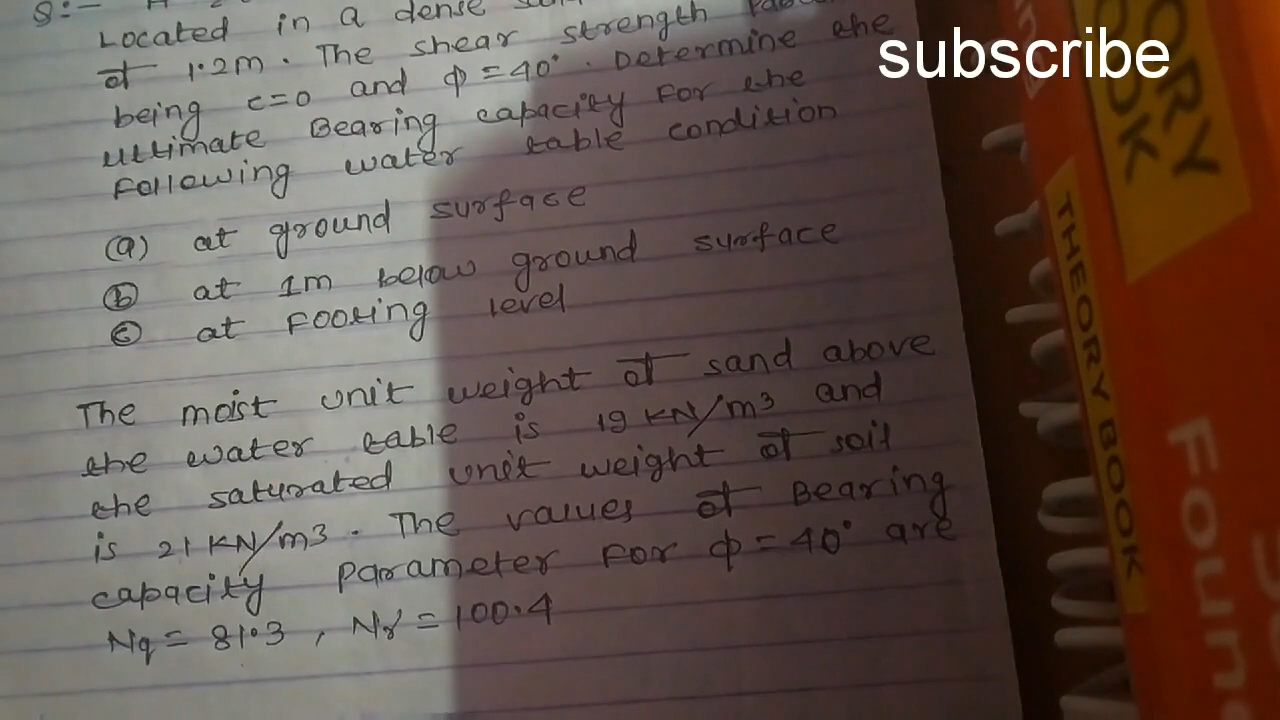 8:- A
Located in a dense
of 1.2m. The shear strength
being c=0 and φ=40°. Determine the
ultimate Bearing capacity For the
Following water table condition
(a) at ground surface
(b) at 1m below ground surface
(c) at Footing level
The moist unit weight of sand above
the water table is 19 KN/m3 and
the saturated unit weight of soil
is 21 KN/m3. The values of Bearing
capacity Parameter For φ=40° are
Nq = 81.3, Nγ = 100.4
subscribe
ORY
OOK
THEORY BOOK
Foun